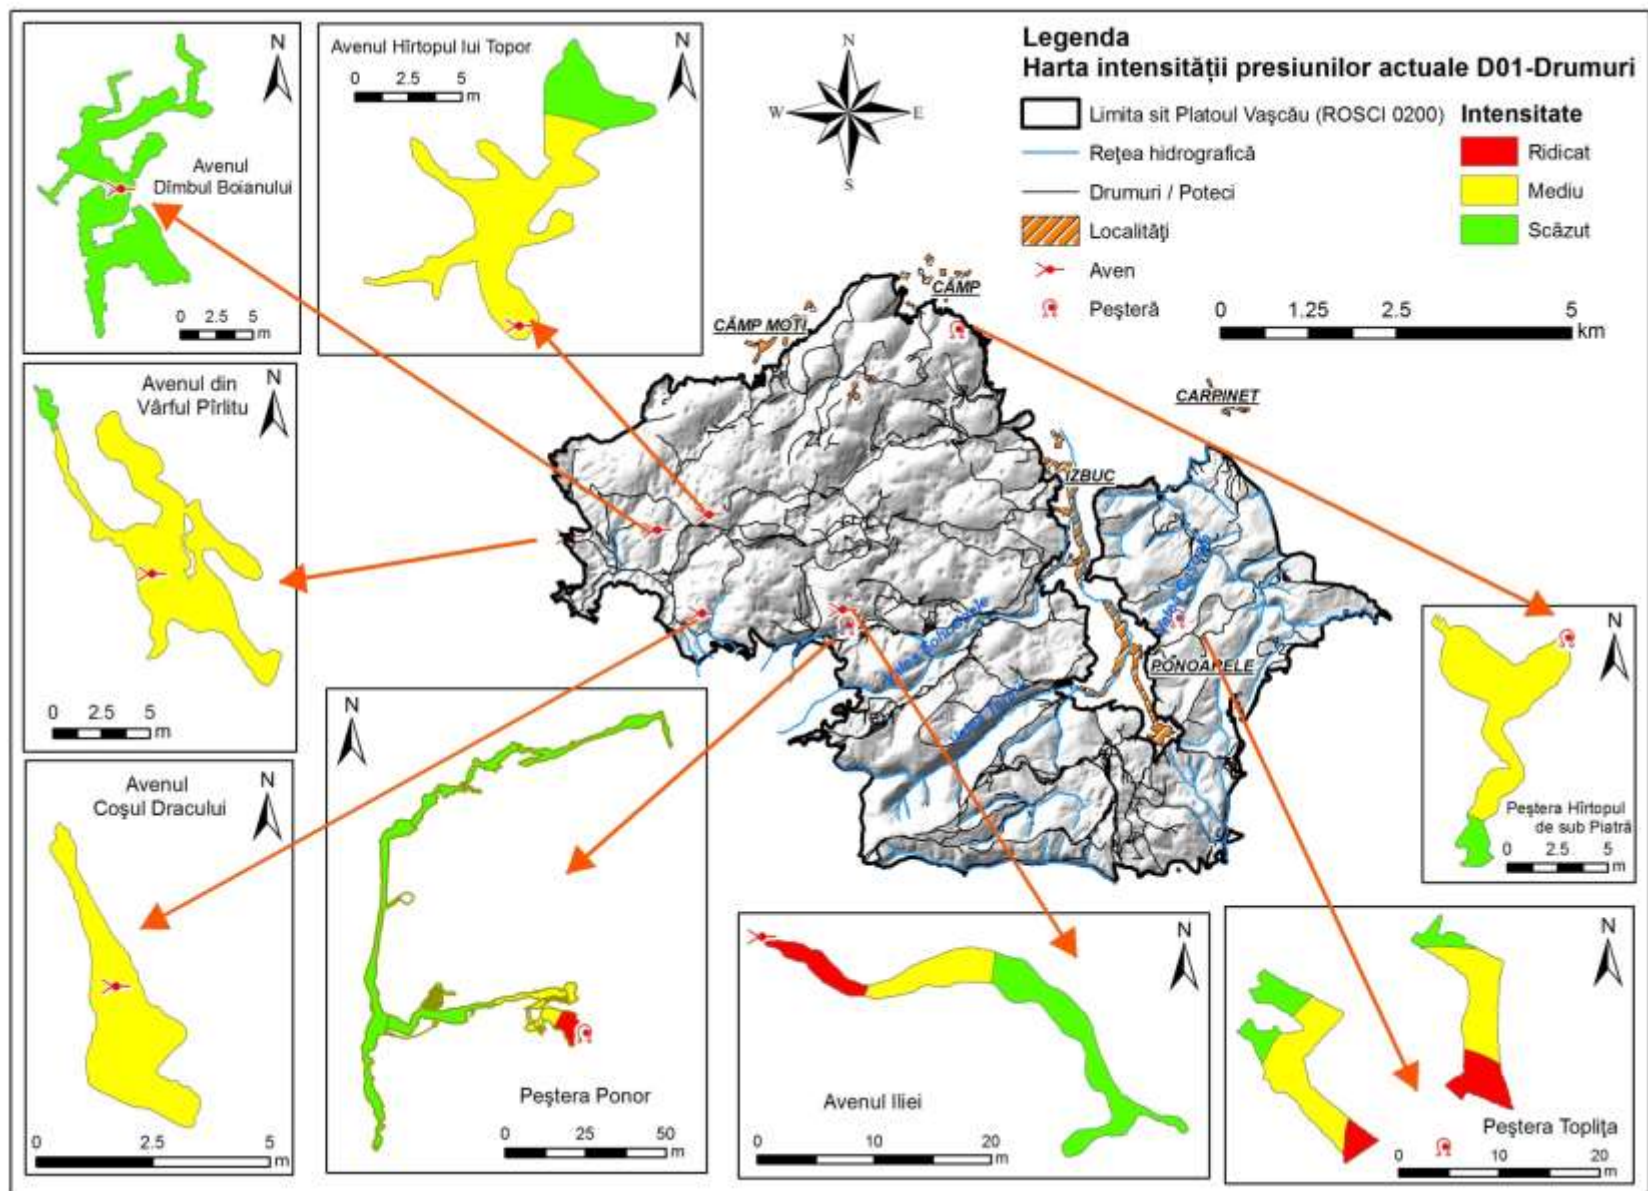 Legenda
Harta intensității presiunilor actuale D01-Drumuri
Limita sit Platoul Vașcău (ROSCI 0200)
Rețea hidrografică
Drumuri / Poteci
Localități
Aven
Peșteră
Intensitate
Ridicat
Mediu
Scăzut
0 1.25 2.5 5
km
N
W E
S
N
Avenul
Dîmbul Boianului
0 2.5 5
m
Avenul Hîrtopul lui Topor
N
0 2.5 5
m
Avenul din
Vârful Pîrlitu
N
0 2.5 5
m
Avenul
Coșul Dracului
N
0 2.5 5
m
N
Peștera Ponor
0 25 50
m
N
Avenul Iliei
0 10 20
m
N
Peștera Toplița
0 10 20
m
N
Peștera Hîrtopul
de sub Piatră
0 2.5 5
m
CÂMP
CÂMP MOTI
CARPINET
IZBUC
PONOARELE